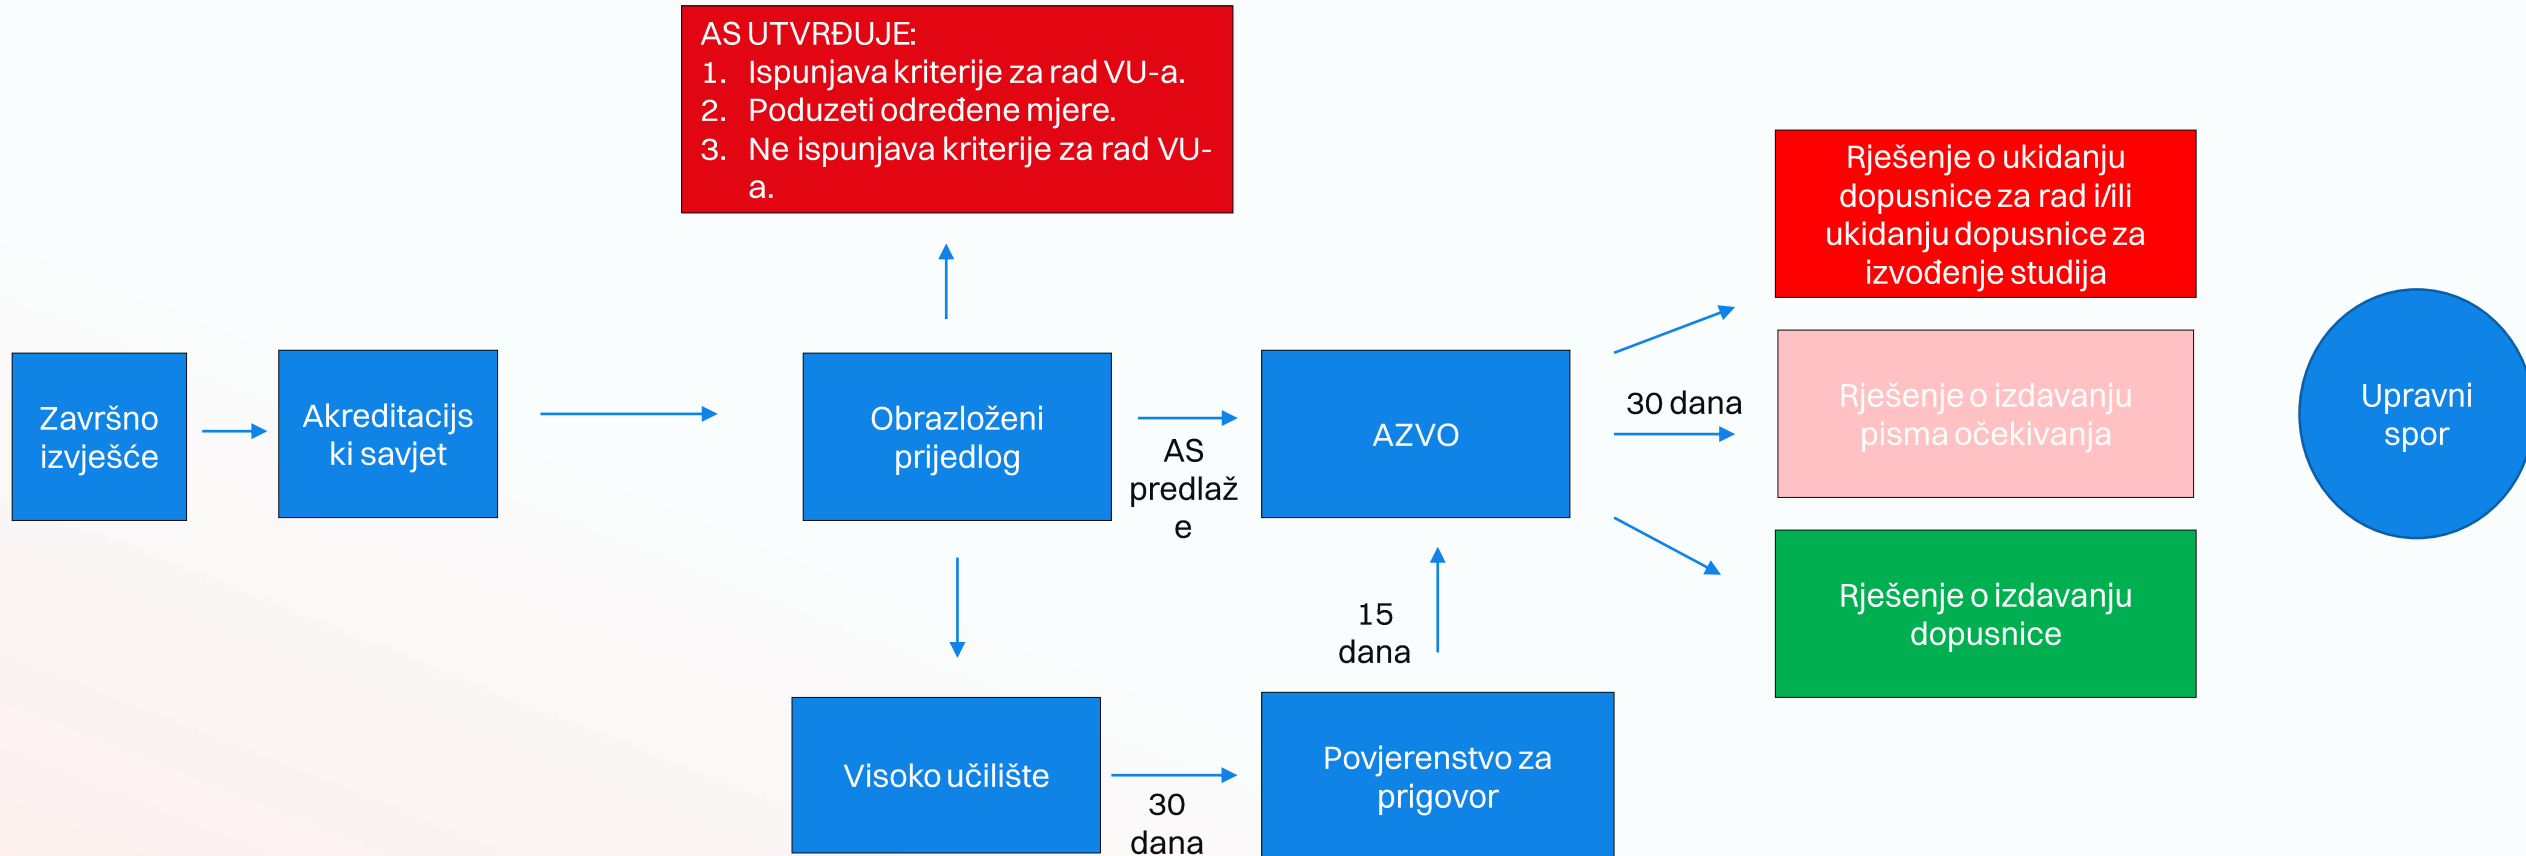 AS UTVRĐUJE:
1. Ispunjava kriterije za rad VU-a.
2. Poduzeti određene mjere.
3. Ne ispunjava kriterije za rad VU-
a.
Rješenje o ukidanju
dopusnice za rad i/ili
ukidanju dopusnice za
izvođenje studija
Završno
izvješće
Akreditacijs
ki savjet
Obrazloženi
prijedlog
AS
predlaž
e
AZVO
30 dana
Rješenje o izdavanju
pisma očekivanja
Upravni
spor
Rješenje o izdavanju
dopusnice
15
dana
Visoko učilište
30
dana
Povjerenstvo za
prigovor